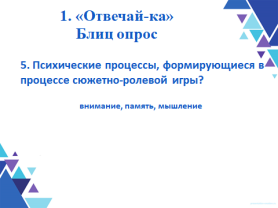 1. «Отвечай-ка»
Блиц опрос
5. Психические процессы, формирующиеся в
процессе сюжетно-ролевой игры?
внимание, память, мышление